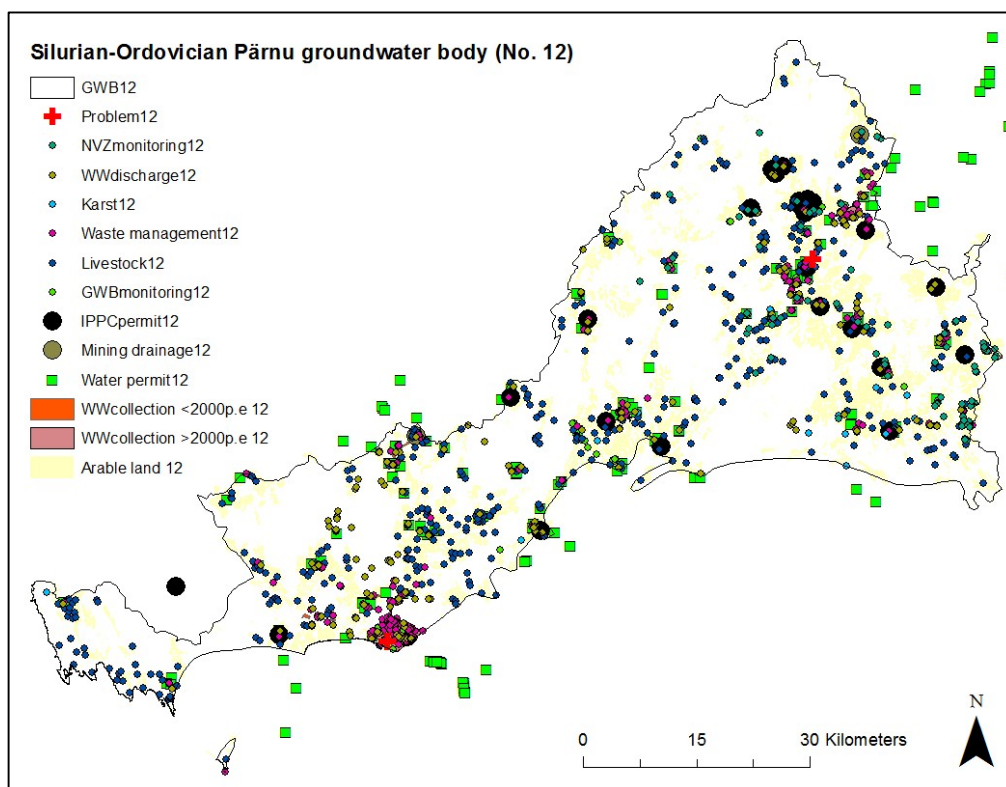 Silurian-Ordovician Pärnu groundwater body (No. 12)
GWB12
Problem12
NVZmonitoring12
WWdischarge12
Karst12
Waste management12
Livestock12
GWBmonitoring12
IPPCpermit12
Mining drainage12
Water permit12
WWcollection <2000p.e 12
WWcollection >2000p.e 12
Arable land 12
N
0 15 30 Kilometers